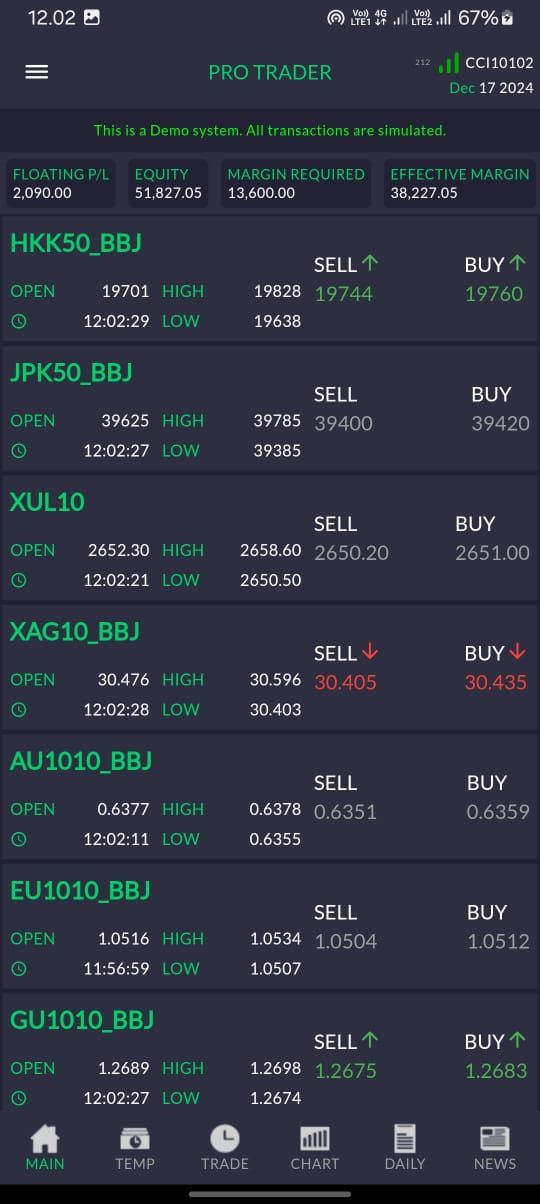 12.02 Vo) LTE1 4G Vo) LTE2 67%
PRO TRADER
212 CCI10102
Dec 17 2024
This is a Demo system. All transactions are simulated.
FLOATING P/L EQUITY MARGIN REQUIRED EFFECTIVE MARGIN
2,090.00 51,827.05 13,600.00 38,227.05
HKK50_BBJ
SELL BUY
OPEN 19701 HIGH 19828 19744 19760
12:02:29 LOW 19638
JPK50_BBJ
SELL BUY
OPEN 39625 HIGH 39785 39400 39420
12:02:27 LOW 39385
XUL10
SELL BUY
OPEN 2652.30 HIGH 2658.60 2650.20 2651.00
12:02:21 LOW 2650.50
XAG10_BBJ
SELL BUY
OPEN 30.476 HIGH 30.596 30.405 30.435
12:02:28 LOW 30.403
AU1010_BBJ
SELL BUY
OPEN 0.6377 HIGH 0.6378 0.6351 0.6359
12:02:11 LOW 0.6355
EU1010_BBJ
SELL BUY
OPEN 1.0516 HIGH 1.0534 1.0504 1.0512
11:56:59 LOW 1.0507
GU1010_BBJ
SELL BUY
OPEN 1.2689 HIGH 1.2698 1.2675 1.2683
12:02:27 LOW 1.2674
MAIN TEMP TRADE CHART DAILY NEWS